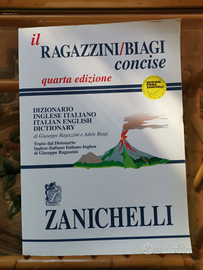 il
RAGAZZINI/BIAGI
concise
quarta edizione
DIZIONARIO
INGLESE ITALIANO
ITALIAN ENGLISH
DICTIONARY
di Giuseppe Ragazzini e Adele Biagi
Tratto dal Dizionario
Inglese-Italiano Italiano-Inglese
di Giuseppe Ragazzini
ZANICHELLI